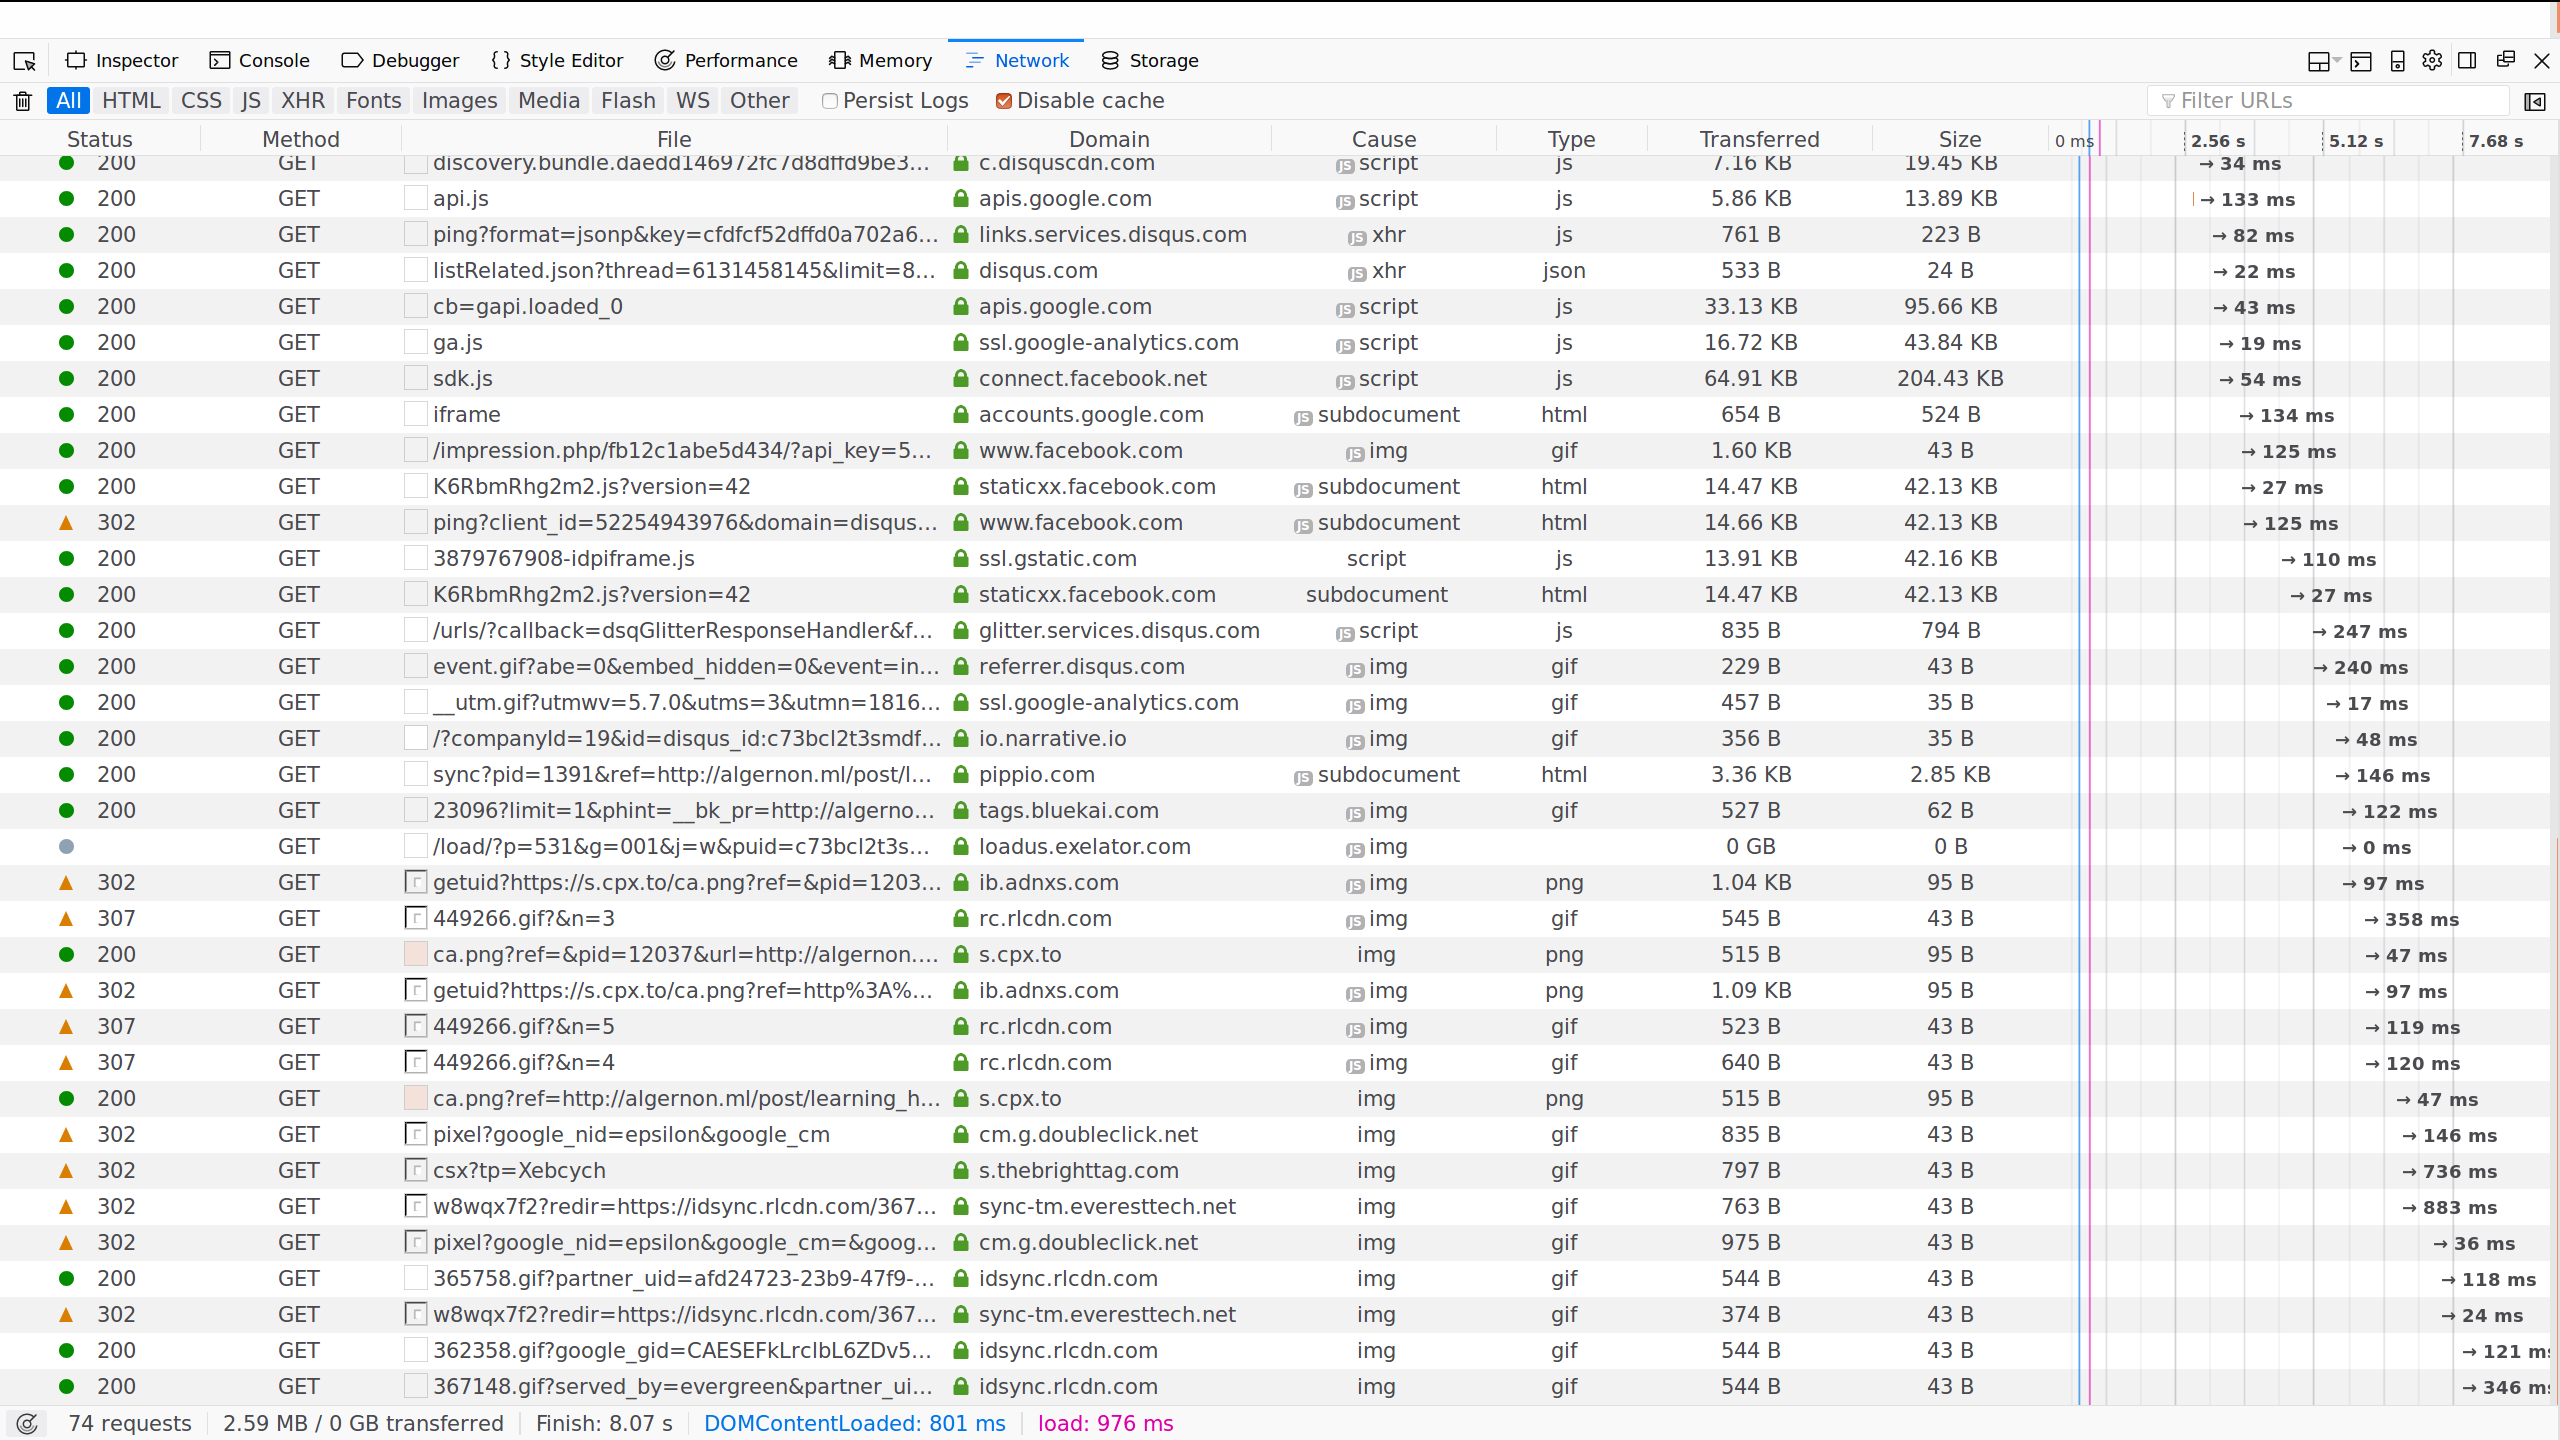 Inspector Console Debugger Style Editor Performance Memory Network Storage
All HTML CSS JS XHR Fonts Images Media Flash WS Other Persist Logs Disable cache Filter URLs
Status Method File Domain Cause Type Transferred Size 0 ms 2.56 s 5.12 s 7.68 s
200 GET discovery.bundle.daedd146972fc7d8dffd9be3... c.disquscdn.com JS script js 7.16 KB 19.45 KB → 34 ms
200 GET api.js apis.google.com JS script js 5.86 KB 13.89 KB → 133 ms
200 GET ping?format=jsonp&key=cfdfcf52dffd0a702a6... links.services.disqus.com JS xhr js 761 B 223 B → 82 ms
200 GET listRelated.json?thread=6131458145&limit=8... disqus.com JS xhr json 533 B 24 B → 22 ms
200 GET cb=gapi.loaded_0 apis.google.com JS script js 33.13 KB 95.66 KB → 43 ms
200 GET ga.js ssl.google-analytics.com JS script js 16.72 KB 43.84 KB → 19 ms
200 GET sdk.js connect.facebook.net JS script js 64.91 KB 204.43 KB → 54 ms
200 GET iframe accounts.google.com JS subdocument html 654 B 524 B → 134 ms
200 GET /impression.php/fb12c1abe5d434/?api_key=5... www.facebook.com JS img gif 1.60 KB 43 B → 125 ms
200 GET K6RbmRhg2m2.js?version=42 staticxx.facebook.com JS subdocument html 14.47 KB 42.13 KB → 27 ms
302 GET ping?client_id=52254943976&domain=disqus... www.facebook.com JS subdocument html 14.66 KB 42.13 KB → 125 ms
200 GET 3879767908-idpiframe.js ssl.gstatic.com script js 13.91 KB 42.16 KB → 110 ms
200 GET K6RbmRhg2m2.js?version=42 staticxx.facebook.com subdocument html 14.47 KB 42.13 KB → 27 ms
200 GET /urls/?callback=dsqGlitterResponseHandler&f... glitter.services.disqus.com JS script js 835 B 794 B → 247 ms
200 GET event.gif?abe=0&embed_hidden=0&event=in... referrer.disqus.com JS img gif 229 B 43 B → 240 ms
200 GET __utm.gif?utmwv=5.7.0&utms=3&utmn=1816... ssl.google-analytics.com JS img gif 457 B 35 B → 17 ms
200 GET /?companyId=19&id=disqus_id:c73bcl2t3smdf... io.narrative.io JS img gif 356 B 35 B → 48 ms
200 GET sync?pid=1391&ref=http://algernon.ml/post/l... pippio.com JS subdocument html 3.36 KB 2.85 KB → 146 ms
200 GET 23096?limit=1&phint=__bk_pr=http://algerno... tags.bluekai.com JS img gif 527 B 62 B → 122 ms
GET /load/?p=531&g=001&j=w&puid=c73bcl2t3s... loadus.exelator.com JS img 0 GB 0 B → 0 ms
302 GET getuid?https://s.cpx.to/ca.png?ref=&pid=1203... ib.adnxs.com JS img png 1.04 KB 95 B → 97 ms
307 GET 449266.gif?&n=3 rc.rlcdn.com JS img gif 545 B 43 B → 358 ms
200 GET ca.png?ref=&pid=12037&url=http://algernon.... s.cpx.to img png 515 B 95 B → 47 ms
302 GET getuid?https://s.cpx.to/ca.png?ref=http%3A%... ib.adnxs.com JS img png 1.09 KB 95 B → 97 ms
307 GET 449266.gif?&n=5 rc.rlcdn.com JS img gif 523 B 43 B → 119 ms
307 GET 449266.gif?&n=4 rc.rlcdn.com JS img gif 640 B 43 B → 120 ms
200 GET ca.png?ref=http://algernon.ml/post/learning_h... s.cpx.to img png 515 B 95 B → 47 ms
302 GET pixel?google_nid=epsilon&google_cm cm.g.doubleclick.net img gif 835 B 43 B → 146 ms
302 GET csx?tp=Xebcych s.thebrighttag.com img gif 797 B 43 B → 736 ms
302 GET w8wqx7f2?redir=https://idsync.rlcdn.com/367... sync-tm.everesttech.net img gif 763 B 43 B → 883 ms
302 GET pixel?google_nid=epsilon&google_cm=&goog... cm.g.doubleclick.net img gif 975 B 43 B → 36 ms
200 GET 365758.gif?partner_uid=afd24723-23b9-47f9-... idsync.rlcdn.com img gif 544 B 43 B → 118 ms
302 GET w8wqx7f2?redir=https://idsync.rlcdn.com/367... sync-tm.everesttech.net img gif 374 B 43 B → 24 ms
200 GET 362358.gif?google_gid=CAESEFkLrclbL6ZDv5... idsync.rlcdn.com img gif 544 B 43 B → 121 ms
200 GET 367148.gif?served_by=evergreen&partner_ui... idsync.rlcdn.com img gif 544 B 43 B → 346 ms
74 requests 2.59 MB / 0 GB transferred Finish: 8.07 s DOMContentLoaded: 801 ms load: 976 ms